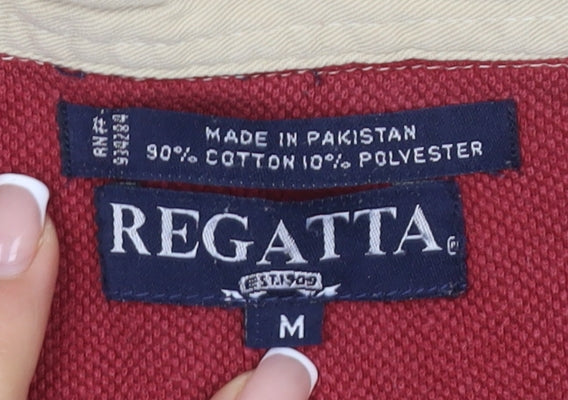 RN#
MADE IN PAKISTAN
90% COTTON 10% POLYESTER
REGATTA
M